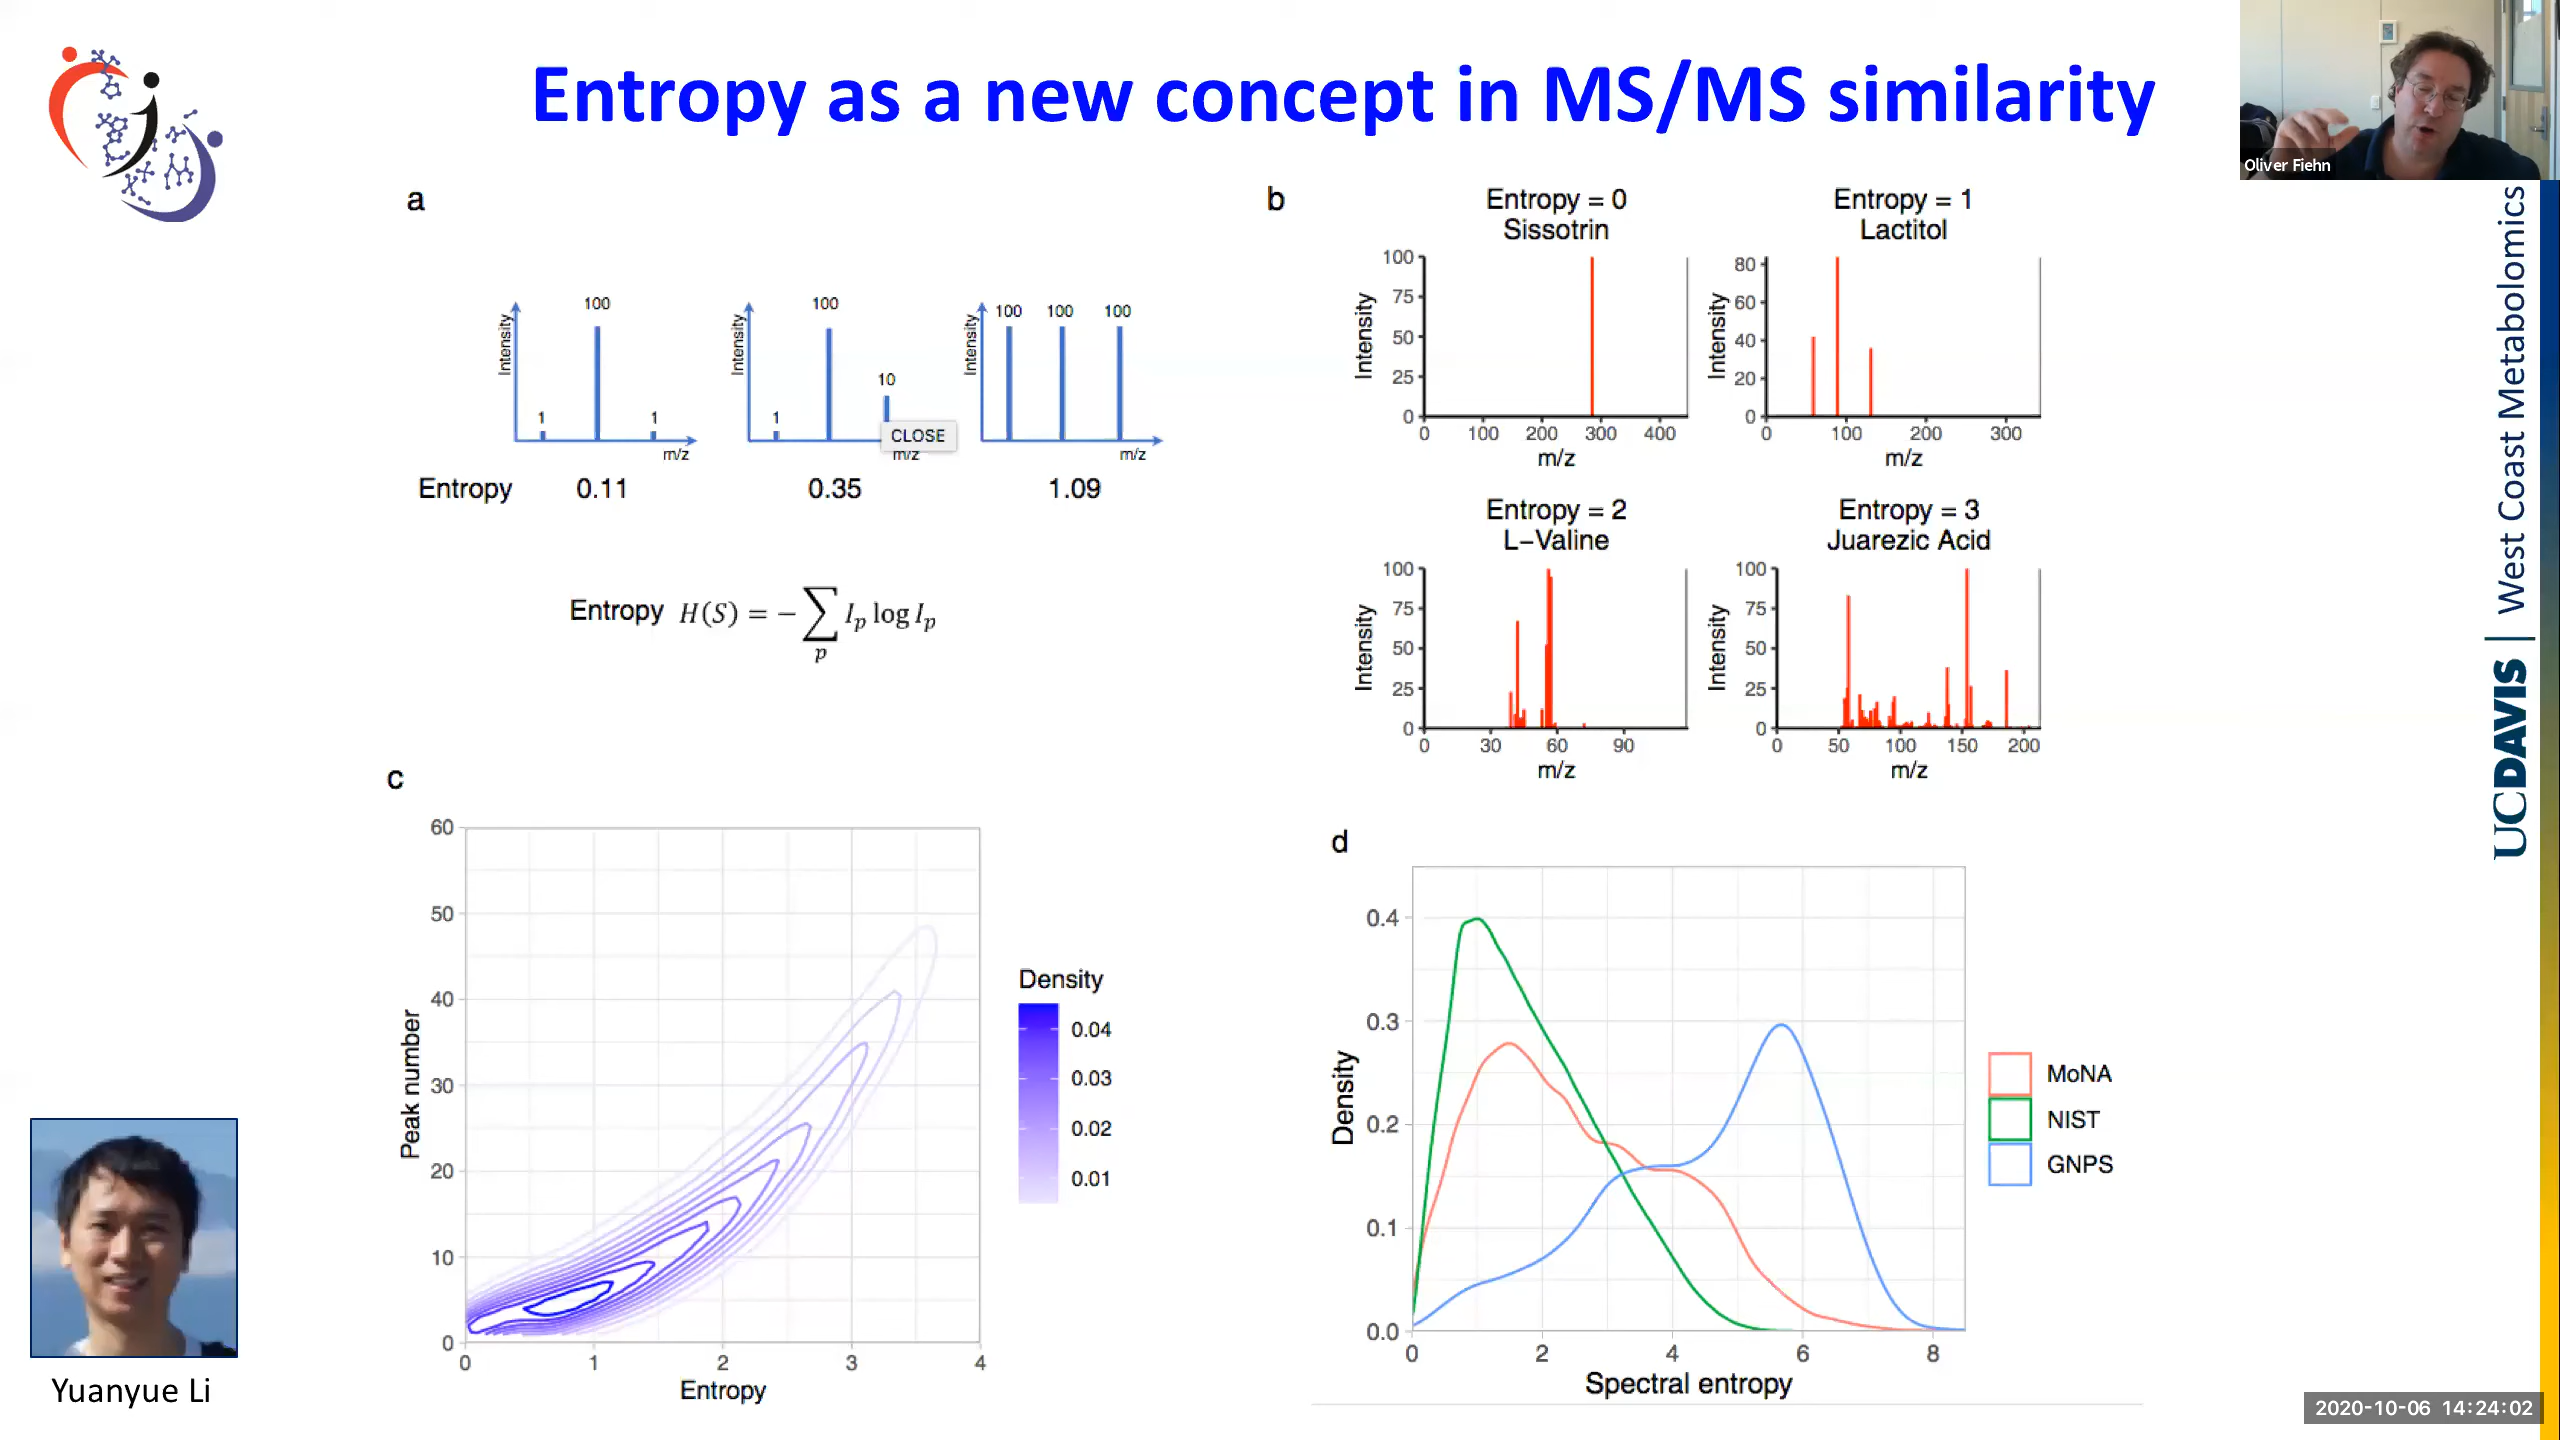 Entropy as a new concept in MS/MS similarity
Oliver Fiehn
UCDAVIS | West Coast Metabolomics
a
Intensity
1
100
1
m/z
Intensity
1
100
10
CLOSE
m/z
Intensity
100
100
100
m/z
Entropy
0.11
0.35
1.09
Entropy H(S) = − ∑ Iₚ log Iₚ
p
b
Entropy = 0
Sissotrin
Intensity
100
75
50
25
0
0 100 200 300 400
m/z
Entropy = 1
Lactitol
Intensity
80
60
40
20
0
0 100 200 300
m/z
Entropy = 2
L−Valine
Intensity
100
75
50
25
0
0 30 60 90
m/z
Entropy = 3
Juarezic Acid
Intensity
100
75
50
25
0
0 50 100 150 200
m/z
c
Peak number
60
50
40
30
20
10
0
0 1 2 3 4
Entropy
Density
0.04
0.03
0.02
0.01
d
Density
0.4
0.3
0.2
0.1
0.0
0 2 4 6 8
Spectral entropy
MoNA
NIST
GNPS
Yuanyue Li
2020-10-06 14:24:02